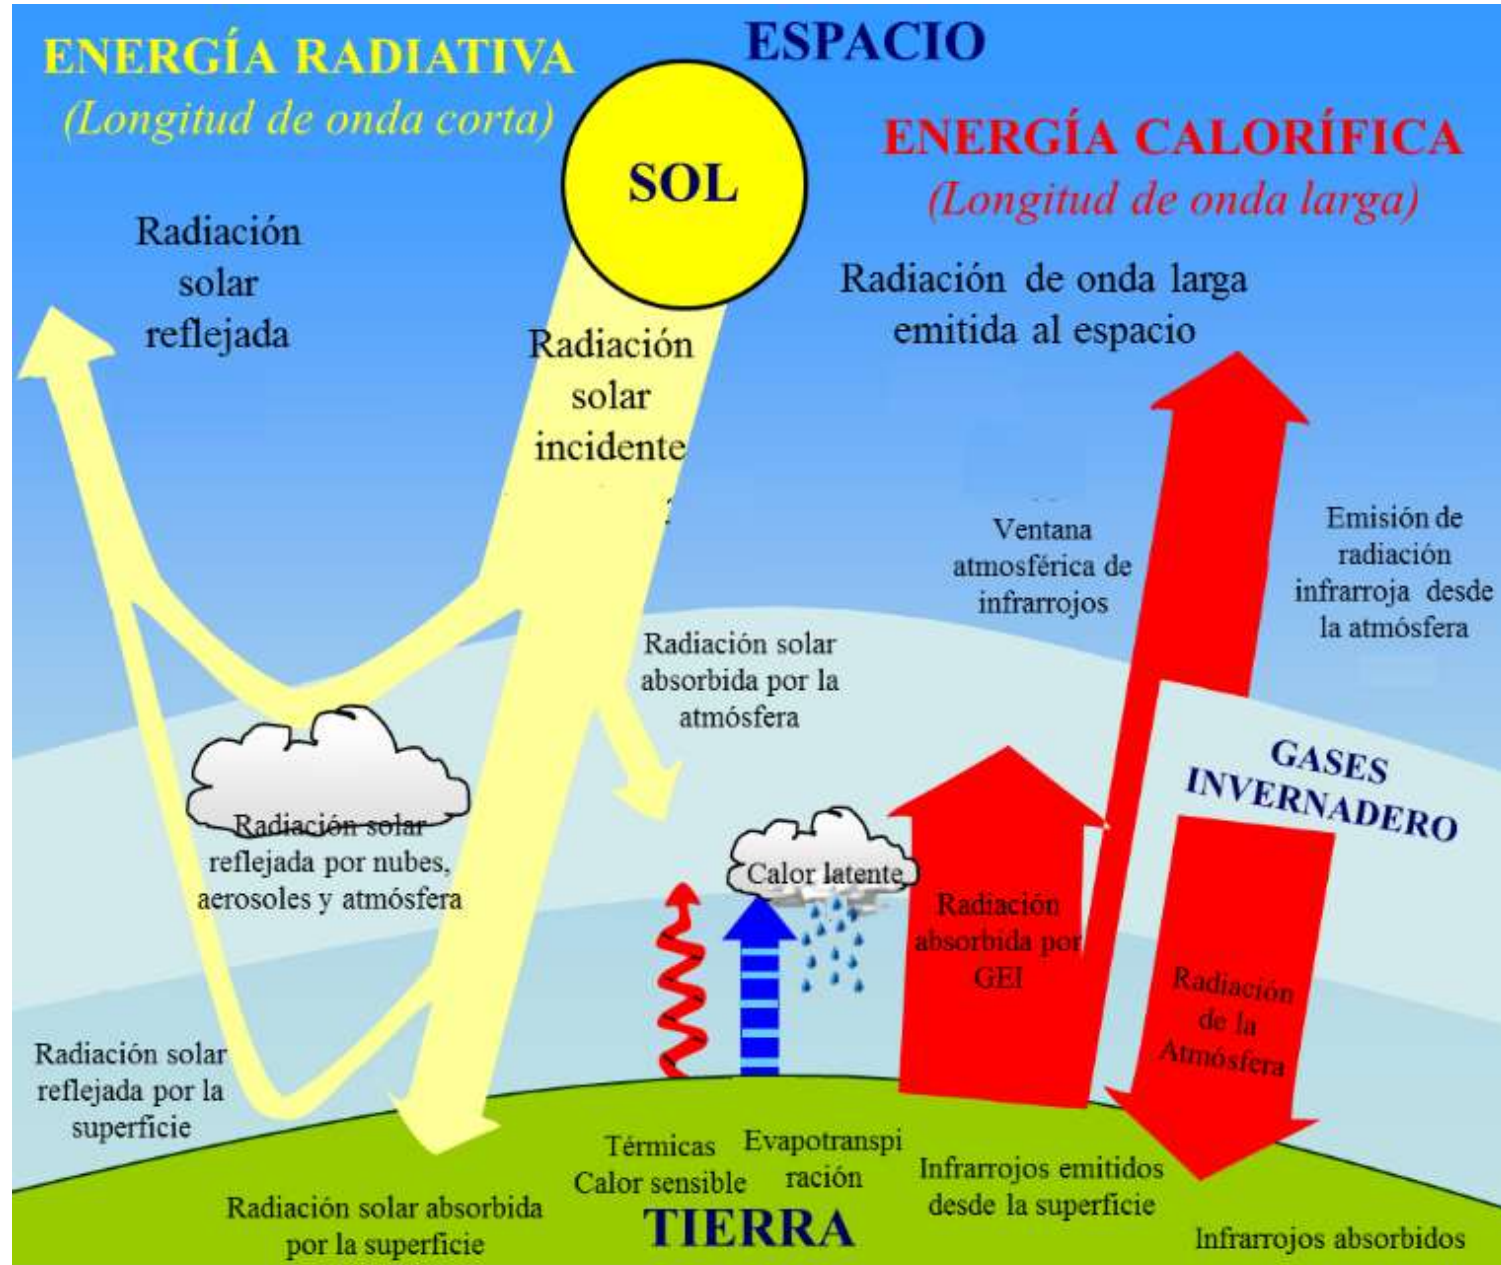 ESPACIO
ENERGÍA RADIATIVA
(Longitud de onda corta)
SOL
ENERGÍA CALORÍFICA
(Longitud de onda larga)
Radiación
solar
reflejada
Radiación
solar
incidente
Radiación de onda larga
emitida al espacio
Ventana
atmosférica de
infrarrojos
Emisión de
radiación
infrarroja desde
la atmósfera
Radiación solar
absorbida por la
atmósfera
GASES
INVERNADERO
Radiación solar
reflejada por nubes,
aerosoles y atmósfera
Calor latente
Radiación
absorbida por
GEI
Radiación
de la
Atmósfera
Radiación solar
reflejada por la
superficie
Radiación solar absorbida
por la superficie
Térmicas
Calor sensible
Evapotranspi
ración
Infrarrojos emitidos
desde la superficie
Infrarrojos absorbidos
TIERRA